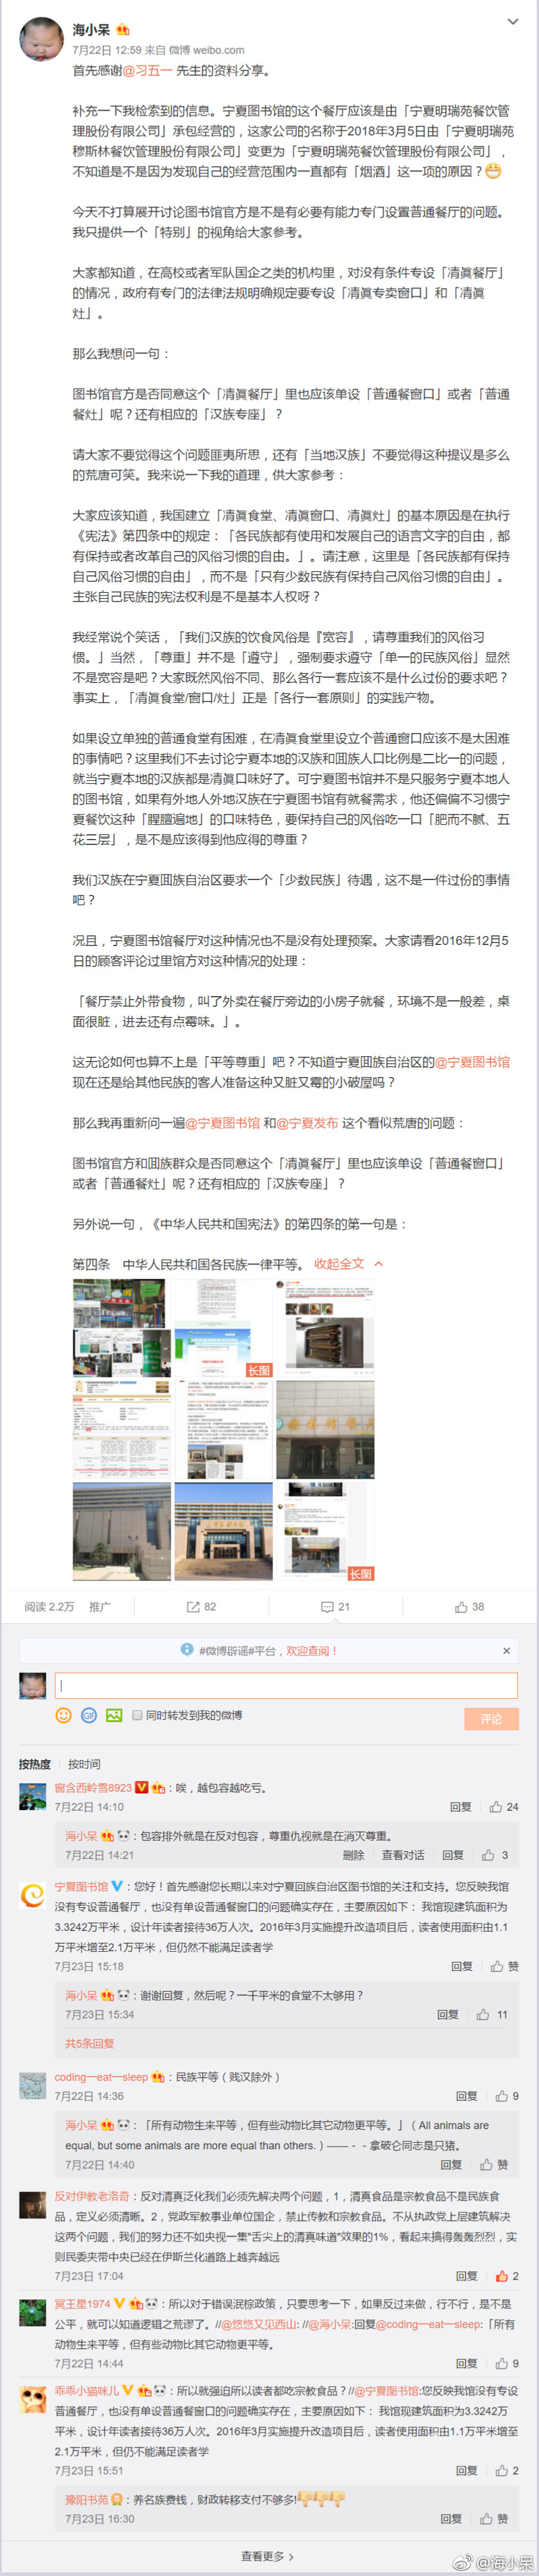 海小呆
7月22日 12:59 来自 微博 weibo.com
首先感谢@习五一 先生的资料分享。
补充一下我检索到的信息。宁夏图书馆的这个餐厅应该是由「宁夏明瑞苑餐饮管
理股份有限公司」承包经营的，这家公司的名称于2018年3月5日由「宁夏明瑞苑
穆斯林餐饮管理股份有限公司」变更为「宁夏明瑞苑餐饮管理股份有限公司」，
不知道是不是因为发现自己的经营范围内一直都有「烟酒」这一项的原因？
今天不打算展开讨论图书馆官方是不是有必要有能力专门设置普通餐厅的问题。
我只提供一个「特别」的视角给大家参考。
大家都知道，在高校或者军队国企之类的机构里，对没有条件专设「清眞餐厅」
的情况，政府有专门的法律法规明确规定要专设「清眞专卖窗口」和「清眞
灶」。
那么我想问一句：
图书馆官方是否同意这个「清眞餐厅」里也应该单设「普通餐窗口」或者「普通
餐灶」呢？还有相应的「汉族专座」？
请大家不要觉得这个问题匪夷所思，还有「当地汉族」不要觉得这种提议是多么
的荒唐可笑。我来说一下我的道理，供大家参考：
大家应该知道，我国建立「清眞食堂、清眞窗口、清眞灶」的基本原因是在执行
《宪法》第四条中的规定：「各民族都有使用和发展自己的语言文字的自由，都
有保持或者改革自己的风俗习惯的自由。」。请注意，这里是「各民族都有保持
自己风俗习惯的自由」，而不是「只有少数民族有保持自己风俗习惯的自由」。
主张自己民族的宪法权利是不是基本人权呀？
我经常说个笑话，「我们汉族的饮食风俗是『宽容』，请尊重我们的风俗习
惯。」当然，「尊重」并不是「遵守」，强制要求遵守「单一的民族风俗」显然
不是宽容是吧？大家既然风俗不同、那么各行一套应该不是什么过份的要求吧？
事实上，「清眞食堂/窗口/灶」正是「各行一套原则」的实践产物。
如果设立单独的普通食堂有困难，在清眞食堂里设立个普通窗口应该不是太困难
的事情吧？这里我们不去讨论宁夏本地的汉族和囬族人口比例是二比一的问题，
就当宁夏本地的汉族都是清眞口味好了。可宁夏图书馆并不是只服务宁夏本地人
的图书馆，如果有外地人外地汉族在宁夏图书馆有就餐需求，他还偏偏不习惯宁
夏餐饮这种「腥膻遍地」的口味特色，要保持自己的风俗吃一口「肥而不腻、五
花三层」，是不是应该得到他应得的尊重？
我们汉族在宁夏囬族自治区要求一个「少数民族」待遇，这不是一件过份的事情
吧？
况且，宁夏图书馆餐厅对这种情况也不是没有处理预案。大家请看2016年12月5
日的顾客评论过里馆方对这种情况的处理：
「餐厅禁止外带食物，叫了外卖在餐厅旁边的小房子就餐，环境不是一般差，桌
面很脏，进去还有点霉味。」。
这无论如何也算不上是「平等尊重」吧？不知道宁夏囬族自治区的@宁夏图书馆
现在还是给其他民族的客人准备这种又脏又霉的小破屋吗？
那么我再重新问一遍@宁夏图书馆 和@宁夏发布 这个看似荒唐的问题：
图书馆官方和囬族群众是否同意这个「清眞餐厅」里也应该单设「普通餐窗口」
或者「普通餐灶」呢？还有相应的「汉族专座」？
另外说一句，《中华人民共和国宪法》的第四条的第一句是：
第四条　中华人民共和国各民族一律平等。 收起全文
长图
长图
阅读 2.2万 推广 82 21 38
#微博辟谣#平台，欢迎查阅！ ×
同时转发到我的微博 评论
按热度 按时间
窗含西岭雪8923：唉，越包容越吃亏。
7月22日 14:10 回复 24
海小呆：包容排外就是在反对包容，尊重仇视就是在消灭尊重。
7月22日 14:21 删除 查看对话 回复 3
宁夏图书馆：您好！首先感谢您长期以来对宁夏回族自治区图书馆的关注和支持。您反映我馆
没有专设普通餐厅，也没有单设普通餐窗口的问题确实存在，主要原因如下： 我馆现建筑面积为
3.3242万平米，设计年读者接待36万人次。2016年3月实施提升改造项目后，读者使用面积由1.1
万平米增至2.1万平米，但仍然不能满足读者学
7月23日 15:18 回复 赞
海小呆：谢谢回复，然后呢？一千平米的食堂不太够用？
7月23日 15:34 回复 11
共5条回复
coding—eat—sleep：民族平等（贱汉除外）
7月22日 14:36 回复 9
海小呆：「所有动物生来平等，但有些动物比其它动物更平等。」（All animals are
equal, but some animals are more equal than others.）—— - - 拿破仑同志是只猪。
7月22日 14:40 回复 赞
反对伊教老洛奇：反对清真泛化我们必须先解决两个问题，1，清真食品是宗教食品不是民族食
品，定义必须清晰。2，党政军教事业单位国企，禁止传教和宗教食品。不从执政党上层建筑解决
这两个问题，我们的努力还不如央视一集"舌尖上的清真味道"效果的1%，看起来搞得轰轰烈烈，实
则民委夹带中央已经在伊斯兰化道路上越奔越远
7月23日 17:04 回复 2
冥王星1974：所以对于错误泯棕政策，只要思考一下，如果反过来做，行不行，是不是
公平，就可以知道逻辑之荒谬了。//@悠悠又见西山: //@海小呆:回复@coding—eat—sleep:「所有
动物生来平等，但有些动物比其它动物更平等。
7月22日 14:44 回复 9
乖乖小猫咪儿：所以就强迫所以读者都吃宗教食品？//@宁夏图书馆:您反映我馆没有专设
普通餐厅，也没有单设普通餐窗口的问题确实存在，主要原因如下： 我馆现建筑面积为3.3242万
平米，设计年读者接待36万人次。2016年3月实施提升改造项目后，读者使用面积由1.1万平米增至
2.1万平米，但仍不能满足读者学
7月23日 15:51 回复 2
豫阳书苑：养名族费钱，财政转移支付不够多!
7月23日 16:30 回复 赞
查看更多
@海小呆